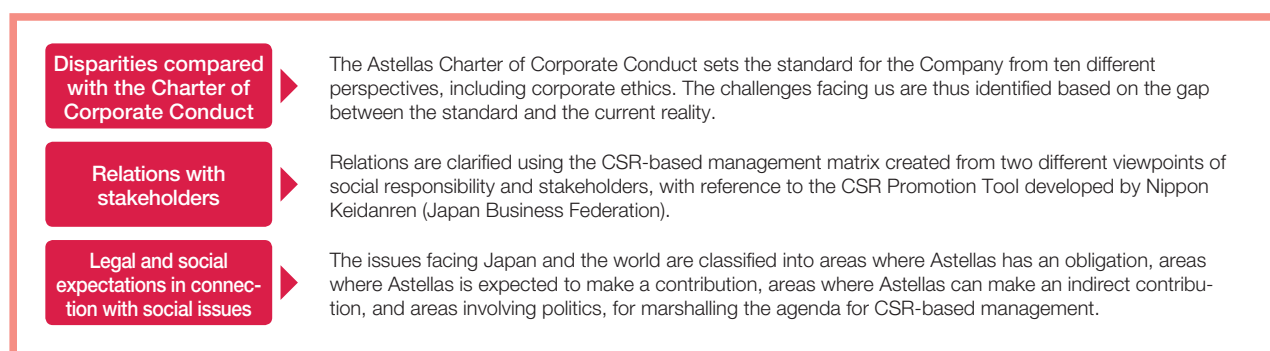 Disparities compared
with the Charter of
Corporate Conduct
The Astellas Charter of Corporate Conduct sets the standard for the Company from ten different
perspectives, including corporate ethics. The challenges facing us are thus identified based on the gap
between the standard and the current reality.
Relations with
stakeholders
Relations are clarified using the CSR-based management matrix created from two different viewpoints of
social responsibility and stakeholders, with reference to the CSR Promotion Tool developed by Nippon
Keidanren (Japan Business Federation).
Legal and social
expectations in connec-
tion with social issues
The issues facing Japan and the world are classified into areas where Astellas has an obligation, areas
where Astellas is expected to make a contribution, areas where Astellas can make an indirect contribu-
tion, and areas involving politics, for marshalling the agenda for CSR-based management.